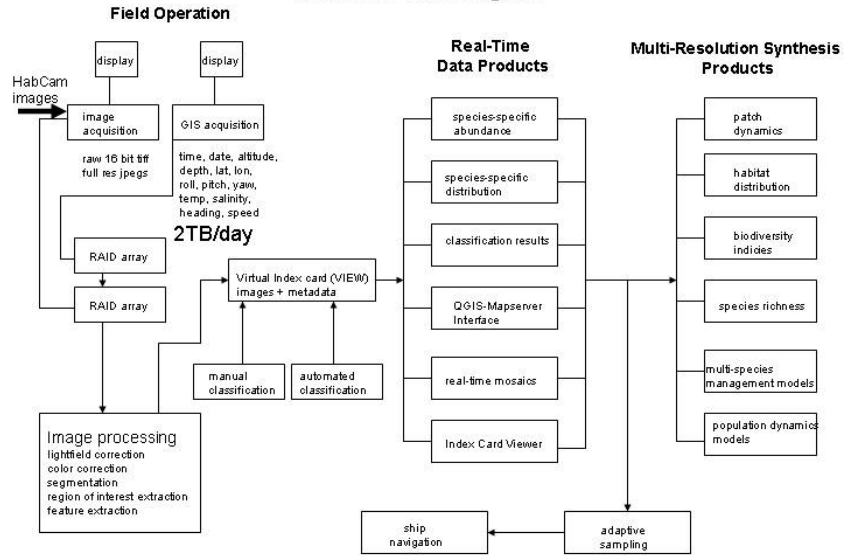 Field Operation
display
display
HabCam
images
image
acquisition
GIS acquisition
raw 16 bit tiff
full res jpegs
time, date, altitude,
depth, lat, lon,
roll, pitch, yaw,
temp, salinity,
heading, speed
2TB/day
RAID array
RAID array
Image processing
lightfield correction
color correction
segmentation
region of interest extraction
feature extraction
Virtual Index card (VIEW)
images + metadata
manual
classification
automated
classification
Real-Time
Data Products
species-specific
abundance
species-specific
distribution
classification results
QGIS-Mapserver
Interface
real-time mosaics
Index Card Viewer
Multi-Resolution Synthesis
Products
patch
dynamics
habitat
distribution
biodiversity
indicies
species richness
multi-species
management models
population dynamics
models
ship
navigation
adaptive
sampling